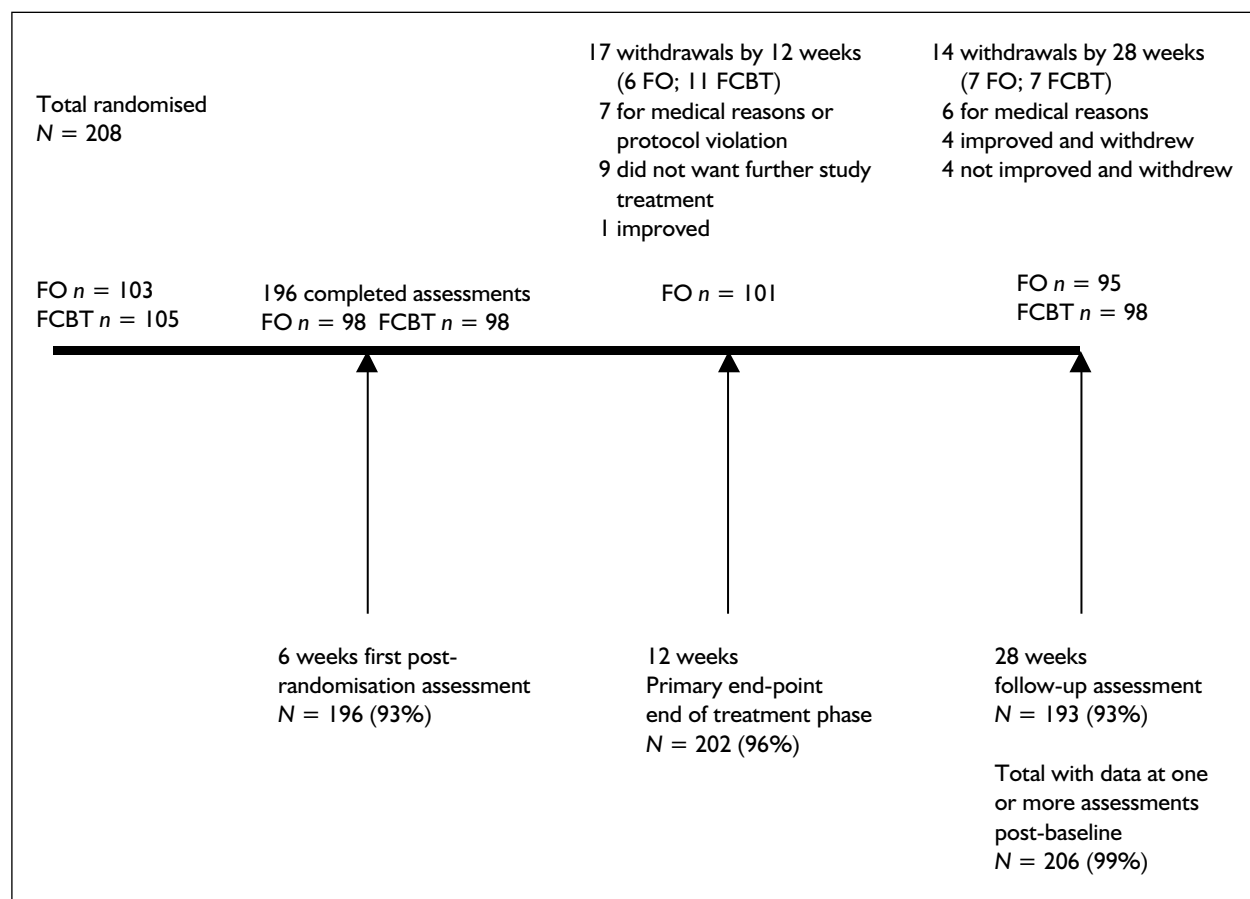 Total randomised
N = 208
17 withdrawals by 12 weeks
(6 FO; 11 FCBT)
7 for medical reasons or
protocol violation
9 did not want further study
treatment
1 improved
14 withdrawals by 28 weeks
(7 FO; 7 FCBT)
6 for medical reasons
4 improved and withdrew
4 not improved and withdrew
FO n = 103
FCBT n = 105
196 completed assessments
FO n = 98 FCBT n = 98
FO n = 101
FO n = 95
FCBT n = 98
6 weeks first post-
randomisation assessment
N = 196 (93%)
12 weeks
Primary end-point
end of treatment phase
N = 202 (96%)
28 weeks
follow-up assessment
N = 193 (93%)
Total with data at one
or more assessments
post-baseline
N = 206 (99%)